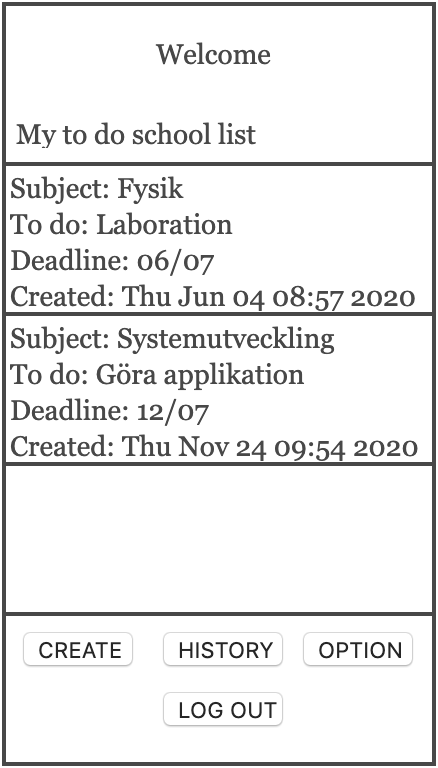 Welcome
My to do school list
Subject: Fysik
To do: Laboration
Deadline: 06/07
Created: Thu Jun 04 08:57 2020
Subject: Systemutveckling
To do: Göra applikation
Deadline: 12/07
Created: Thu Nov 24 09:54 2020
CREATE HISTORY OPTION
LOG OUT